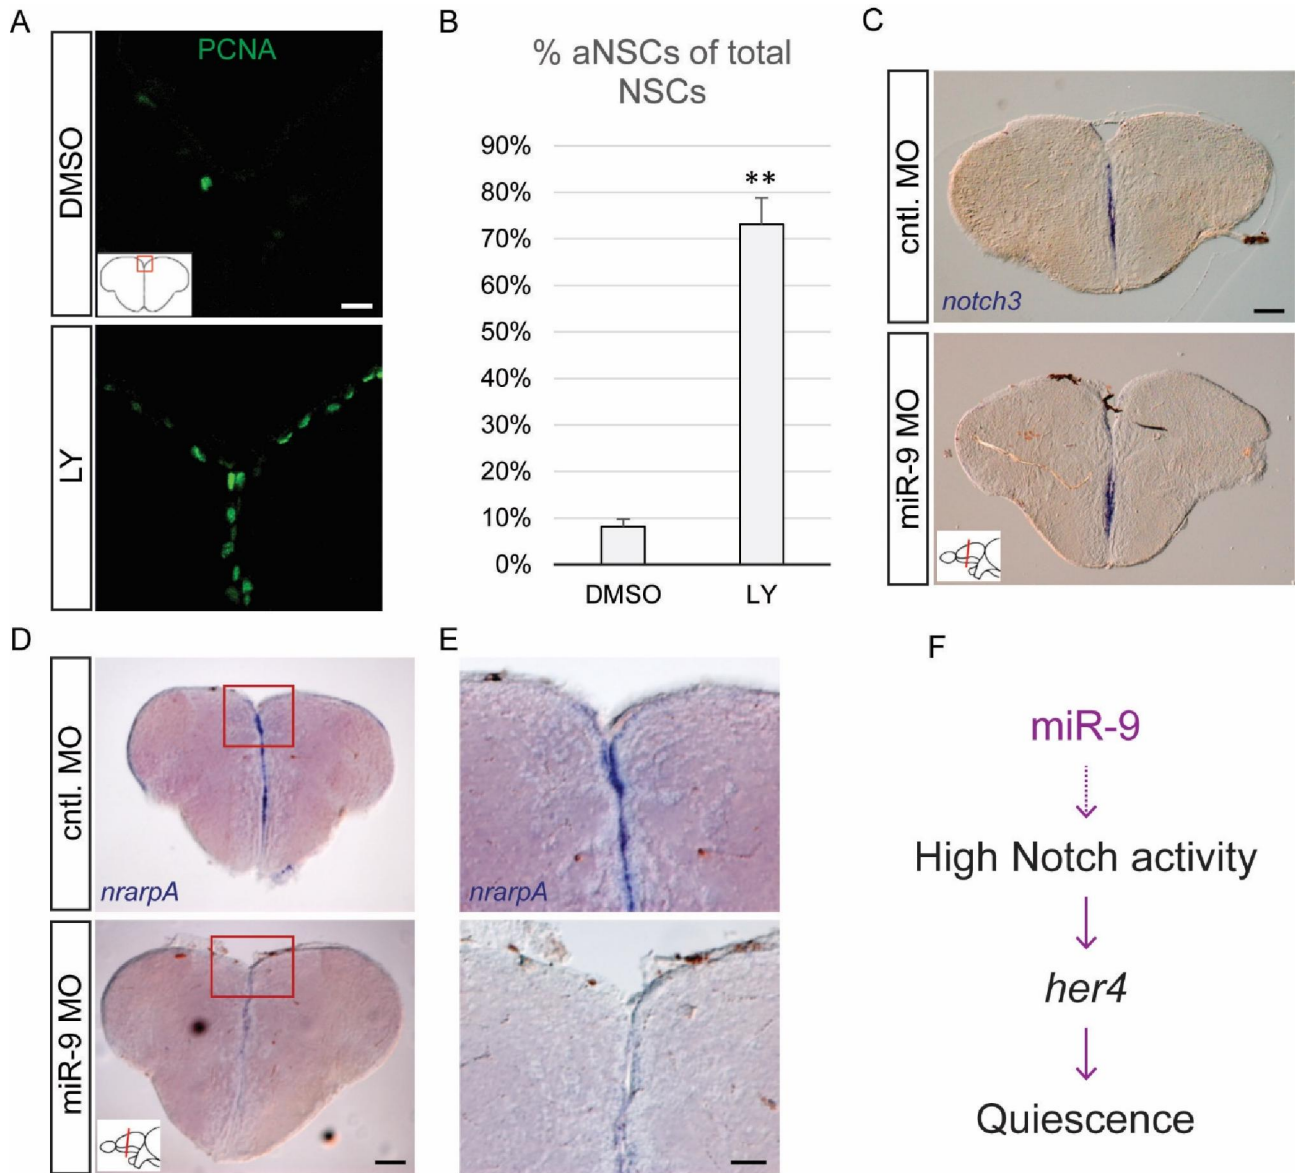 A
DMSO
PCNA
LY
B
% aNSCs of total
NSCs
90%
80%
70%
60%
50%
40%
30%
20%
10%
0%
**
DMSO
LY
C
cntl. MO
notch3
miR-9 MO
D
cntl. MO
nrarpA
miR-9 MO
E
nrarpA
F
miR-9
High Notch activity
her4
Quiescence